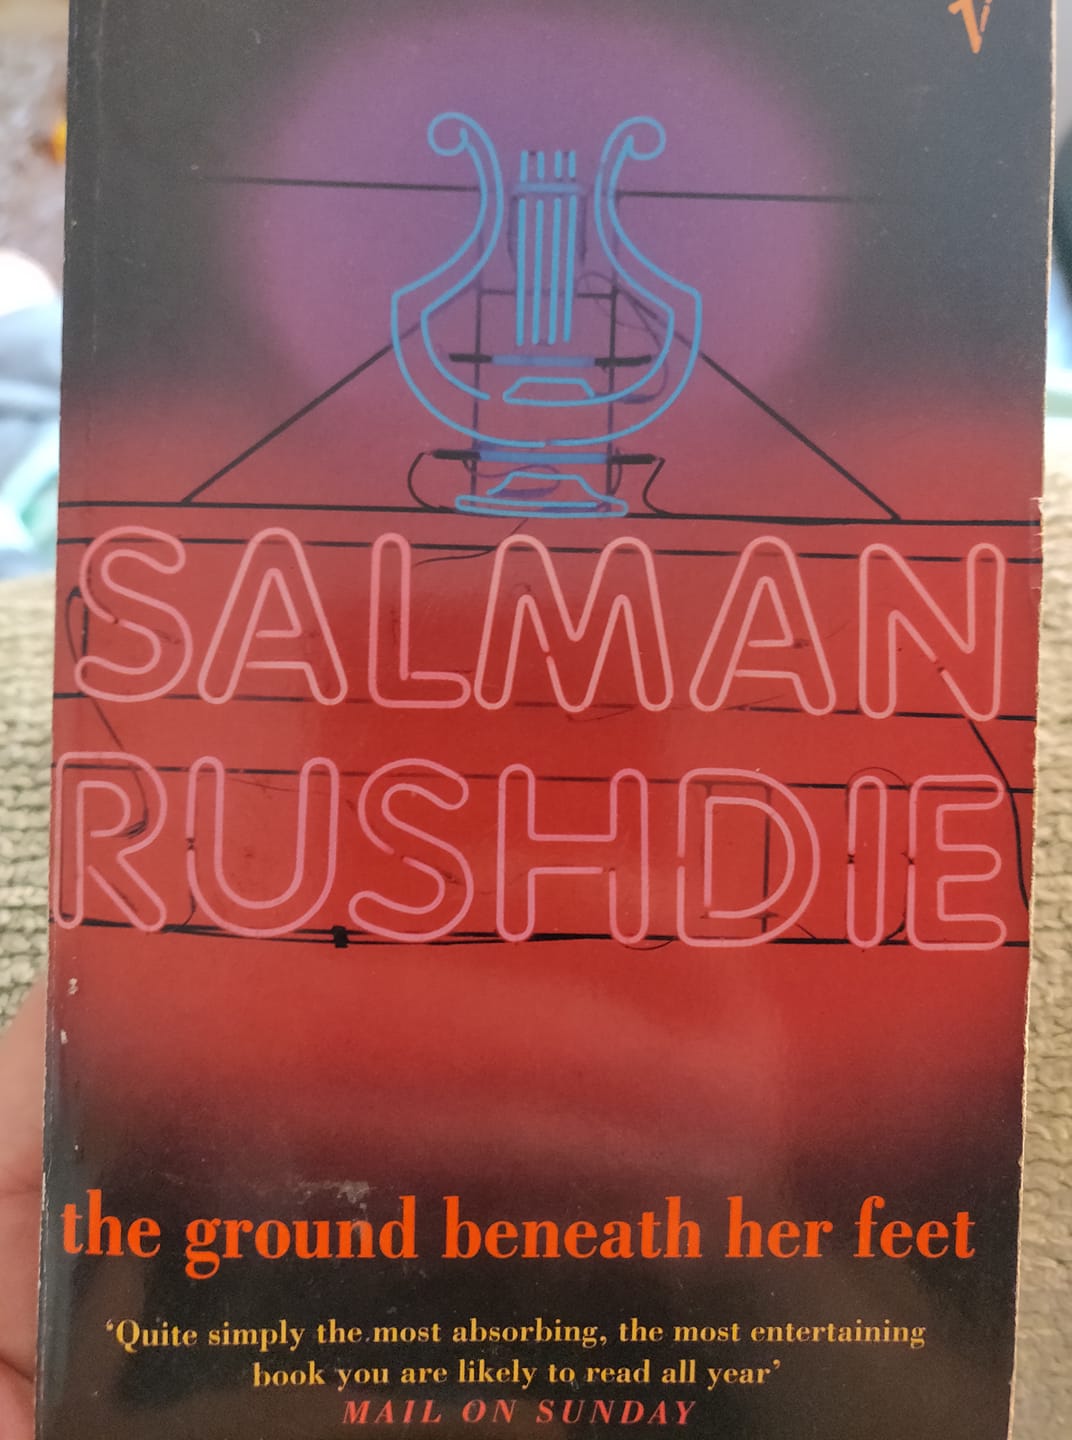 SALMAN
RUSHDIE
the ground beneath her feet
‘Quite simply the most absorbing, the most entertaining
book you are likely to read all year’
MAIL ON SUNDAY